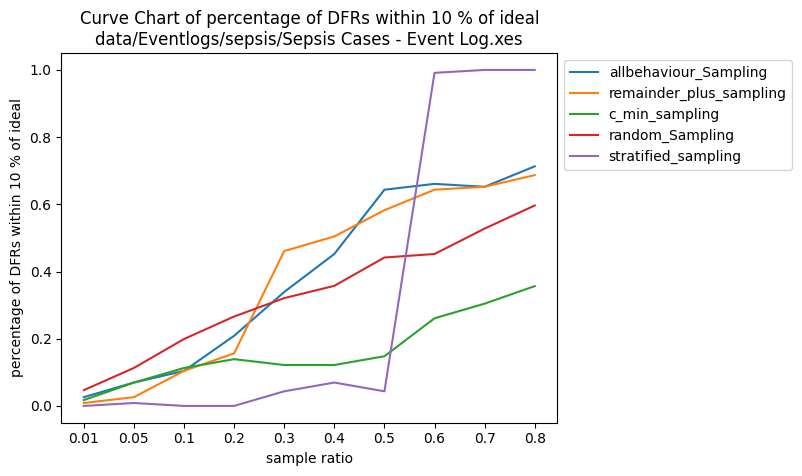 Curve Chart of percentage of DFRs within 10 % of ideal
data/Eventlogs/sepsis/Sepsis Cases - Event Log.xes
percentage of DFRs within 10 % of ideal
1.0
0.8
0.6
0.4
0.2
0.0
0.01 0.05 0.1 0.2 0.3 0.4 0.5 0.6 0.7 0.8
sample ratio
allbehaviour_Sampling
remainder_plus_sampling
c_min_sampling
random_Sampling
stratified_sampling